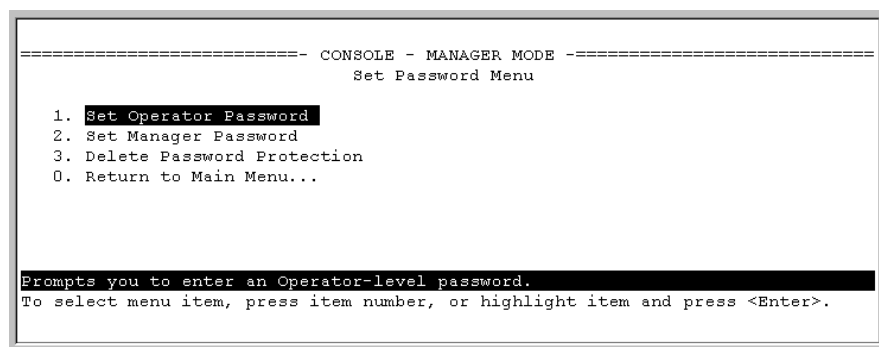 ==========================- CONSOLE - MANAGER MODE -============================
Set Password Menu
1. Set Operator Password
2. Set Manager Password
3. Delete Password Protection
0. Return to Main Menu...
Prompts you to enter an Operator-level password.
To select menu item, press item number, or highlight item and press <Enter>.